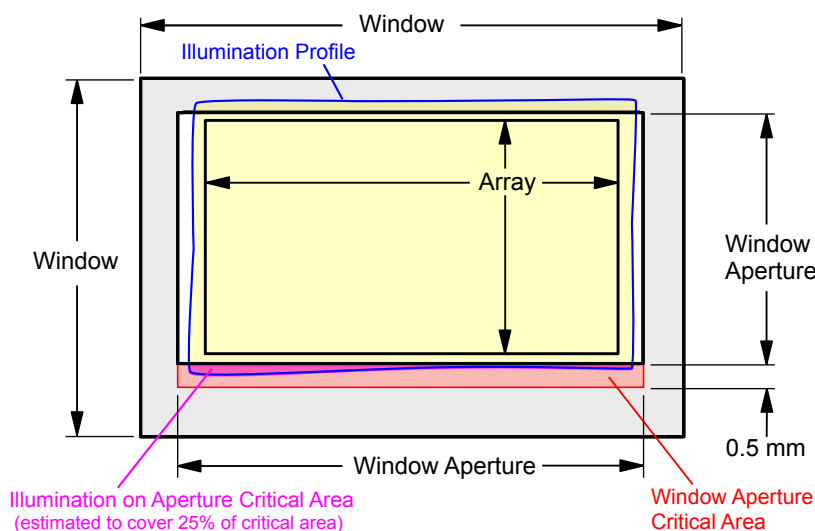 Window
Illumination Profile
Array
Window
Window
Aperture
0.5 mm
Window Aperture
Illumination on Aperture Critical Area
(estimated to cover 25% of critical area)
Window Aperture
Critical Area